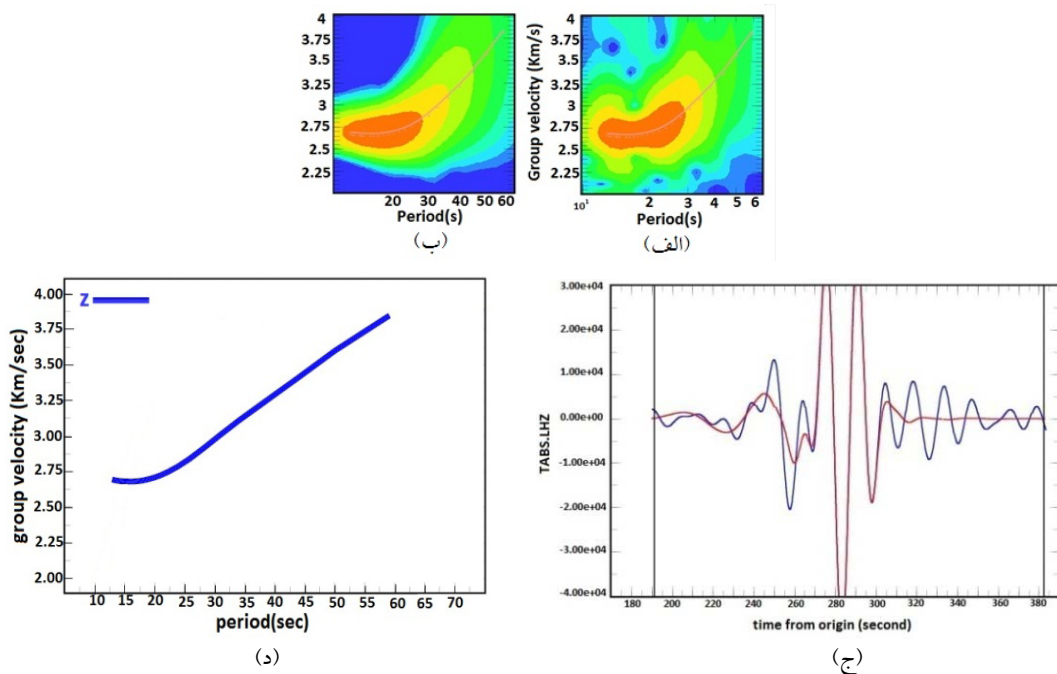 4
3.75
3.5
3.25
3
2.75
2.5
2.25
20 30 40 50 60
Period(s)
(ب)
Group velocity (Km/s)
4
3.75
3.5
3.25
3
2.75
2.5
2.25
10¹ 2 3 4 5 6
Period(s)
(الف)
group velocity (Km/sec)
Z
4.00
3.75
3.50
3.00
2.75
2.50
2.00
10 15 20 25 30 35 40 45 50 55 60 65 70
period(sec)
(د)
TABS.LHZ
3.00e+04
2.00e+04
1.00e+04
0.00e+00
-1.00e+04
-2.00e+04
-3.00e+04
-4.00e+04
180 200 220 240 260 280 300 320 340 360 380
time from origin (second)
(ج)